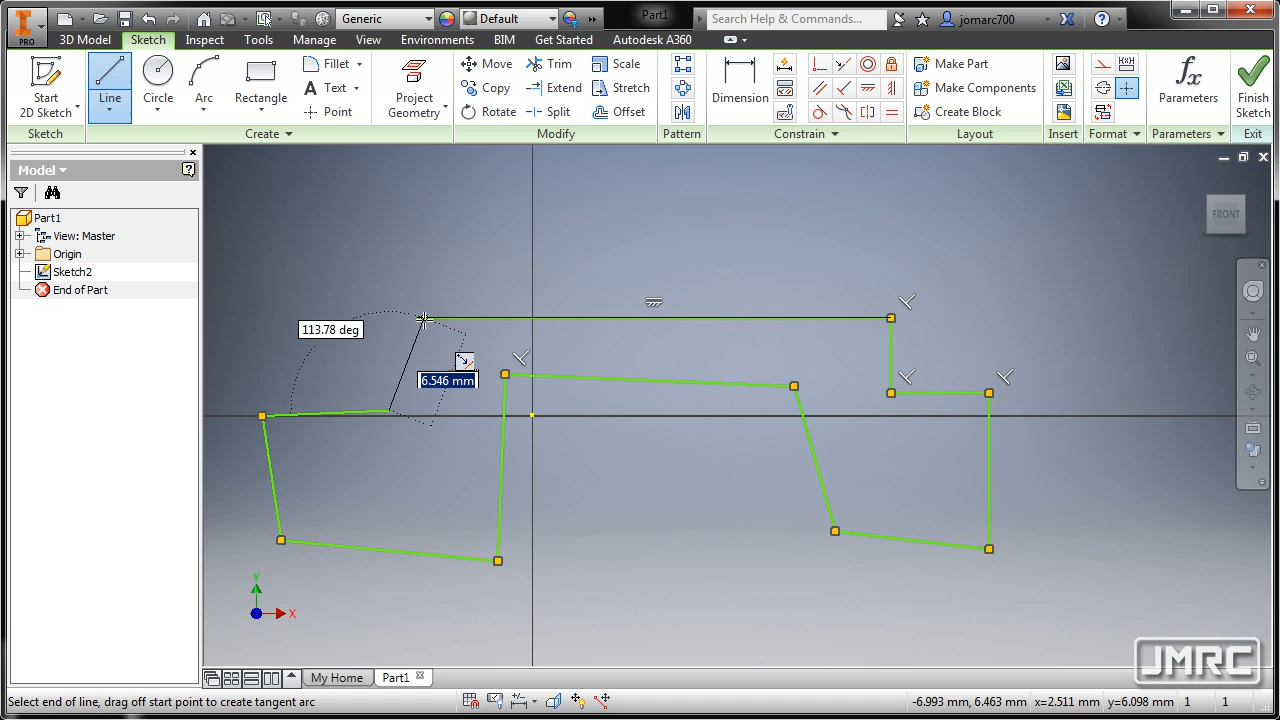 PRO
Generic
Default
Part1
Search Help & Commands...
jomarc700
3D Model
Sketch
Inspect
Tools
Manage
View
Environments
BIM
Get Started
Autodesk A360
Start
2D Sketch
Line
Circle
Arc
Rectangle
Fillet
Text
Point
Project
Geometry
Move
Copy
Rotate
Trim
Extend
Split
Scale
Stretch
Offset
Dimension
Make Part
Make Components
Create Block
Parameters
Finish
Sketch
Sketch
Create
Modify
Pattern
Constrain
Layout
Insert
Format
Parameters
Exit
Model
Part1
View: Master
Origin
Sketch2
End of Part
FRONT
113.78 deg
6.546 mm
Y
X
JMRC
My Home
Part1
Select end of line, drag off start point to create tangent arc
-6.993 mm, 6.463 mm
x=2.511 mm
y=6.098 mm
1
1